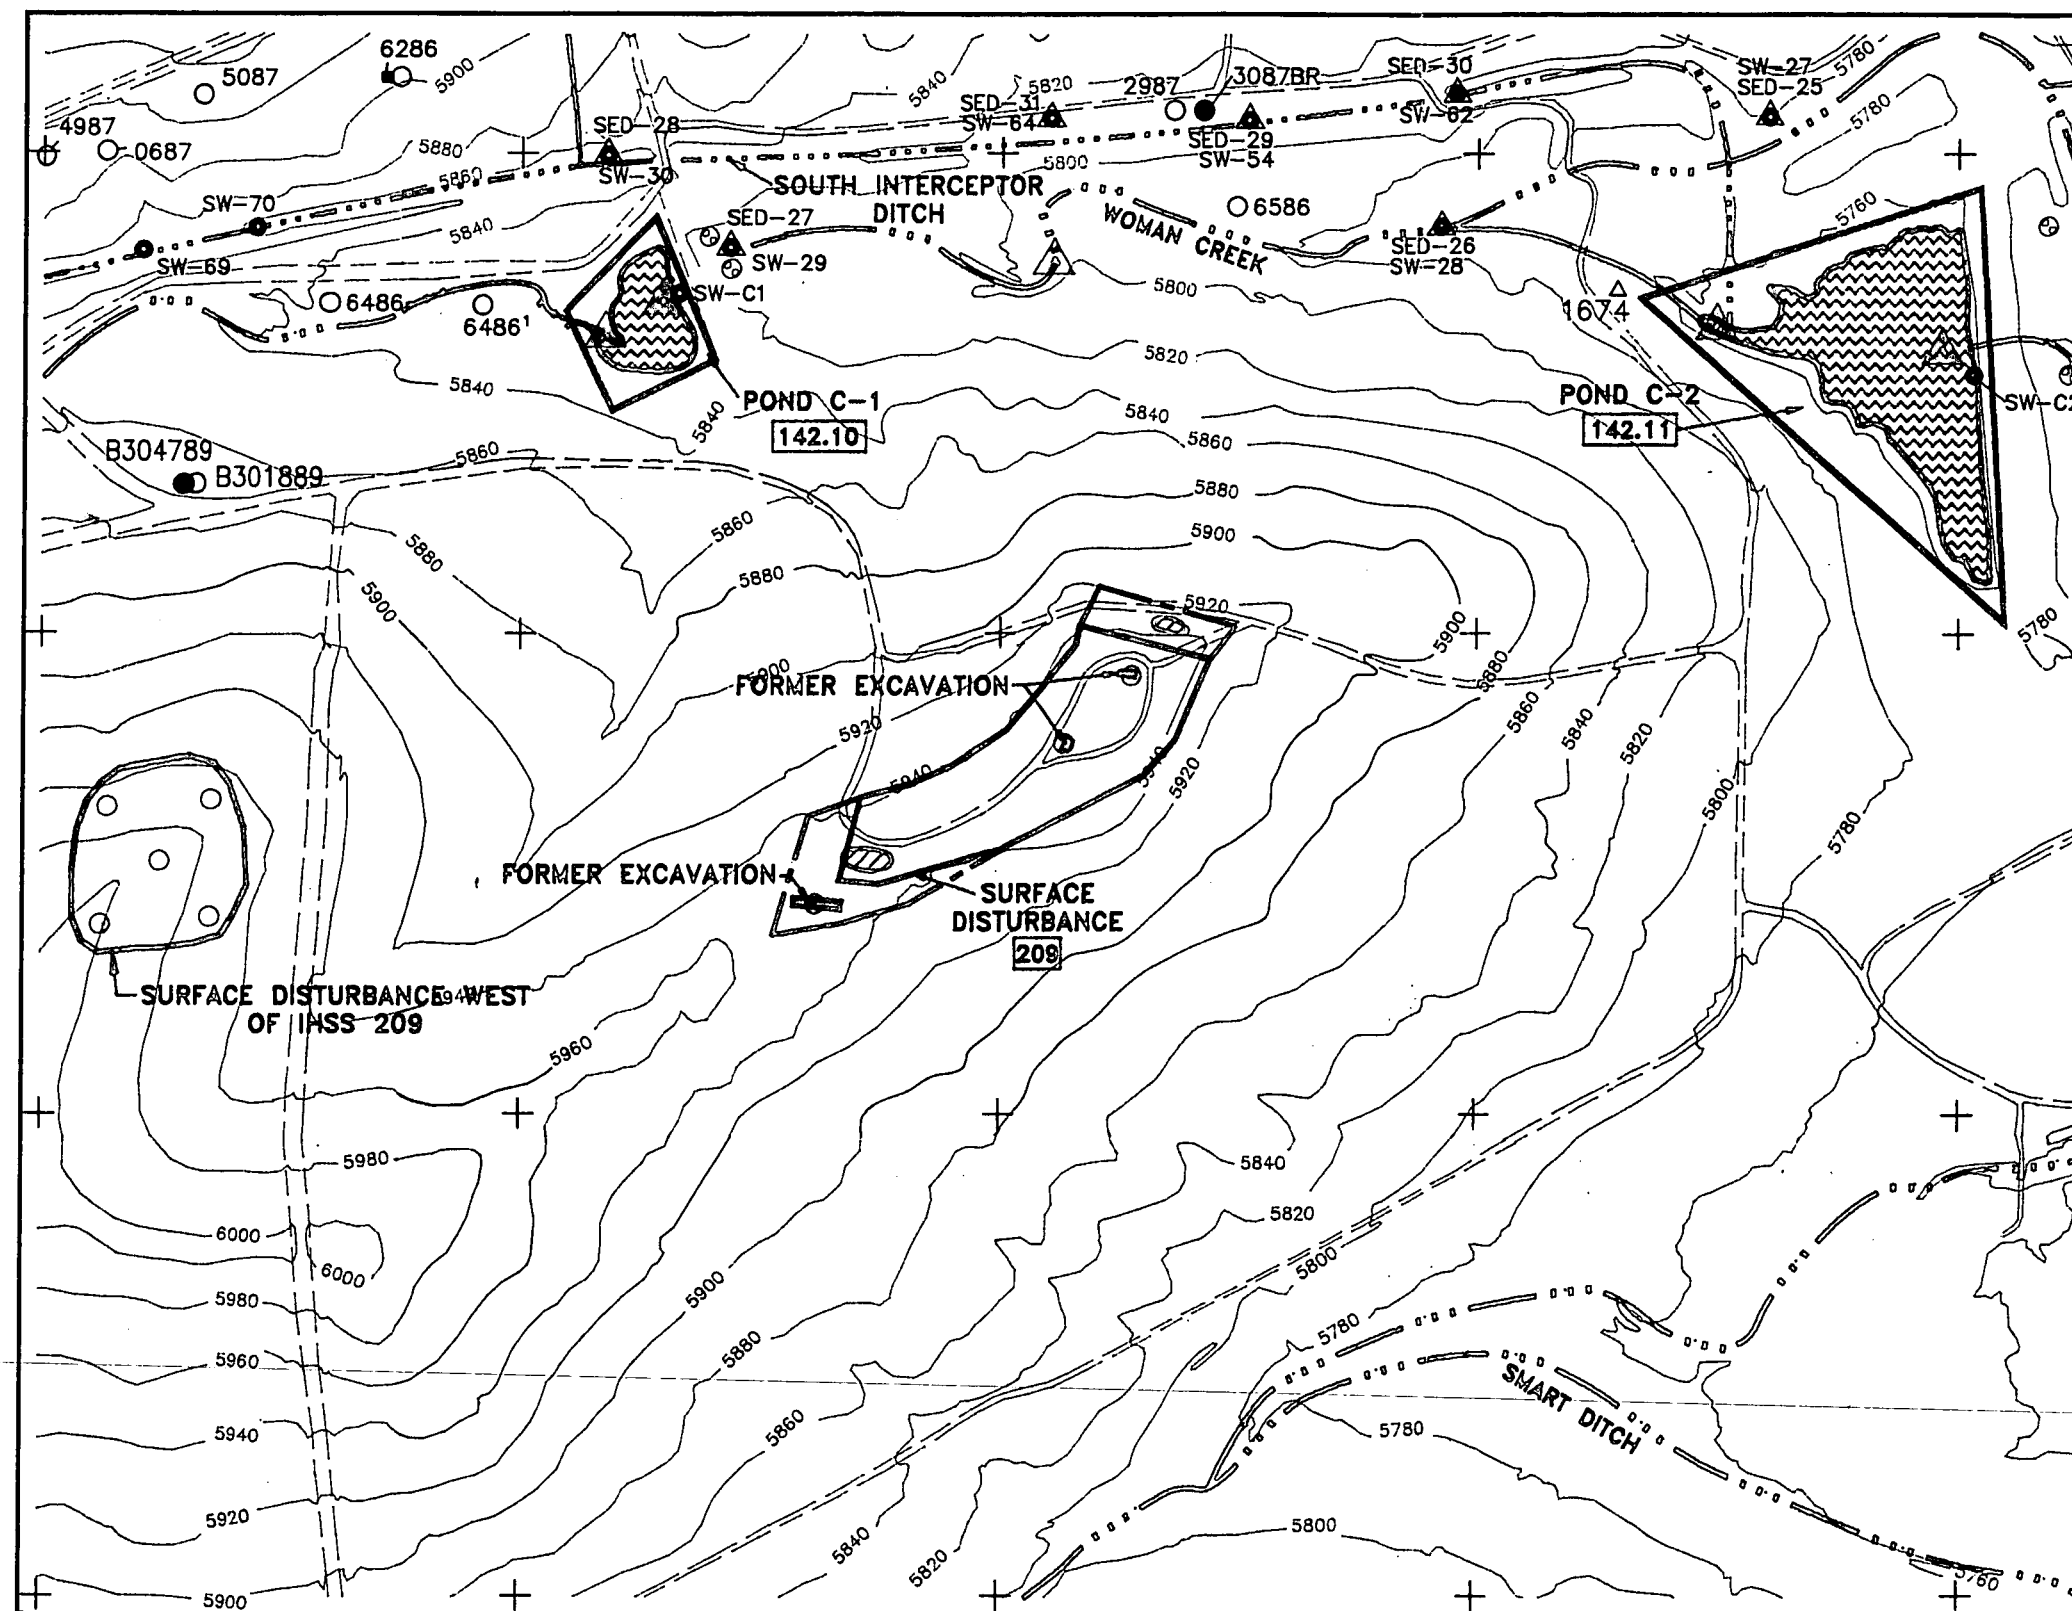 6286
5087
5900
5840
5820
2987
3087BR
SED-30
SW-27
SED-25
5780
4987
0687
SED-28
SED-31
SW-64
SW-62
5780
5880
5860
SW-30
5800
SED-29
SW-54
SOUTH INTERCEPTOR
DITCH
SW-70
5840
SED-27
WOMAN CREEK
6586
SED-26
SW-28
5760
SW-69
SW-29
SW-C1
5800
6486
6486¹
1674
5820
5840
POND C-1
142.10
5840
5840
5860
POND C-2
142.11
SW-C2
B304789
B301889
5860
5880
5900
5860
5880
5880
5900
5920
5900
5780
5900
FORMER EXCAVATION
5880
5860
5840
5820
5920
5940
5940
5920
5800
5780
FORMER EXCAVATION
SURFACE
DISTURBANCE
209
SURFACE DISTURBANCE WEST
OF IHSS 209
5940
5960
5980
5840
6000
6000
5820
5800
5980
5900
5780
5960
5880
SMART DITCH
5940
5860
5780
5920
5840
5820
5800
5900
5760